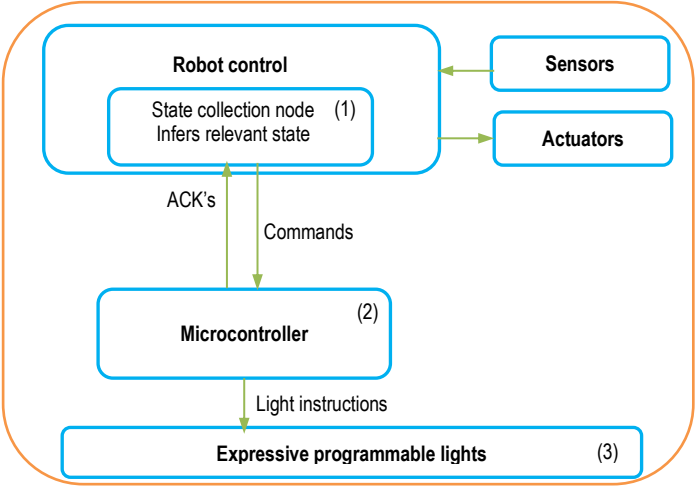 Robot control
State collection node (1)
Infers relevant state
Sensors
Actuators
ACK's
Commands
(2)
Microcontroller
Light instructions
Expressive programmable lights (3)